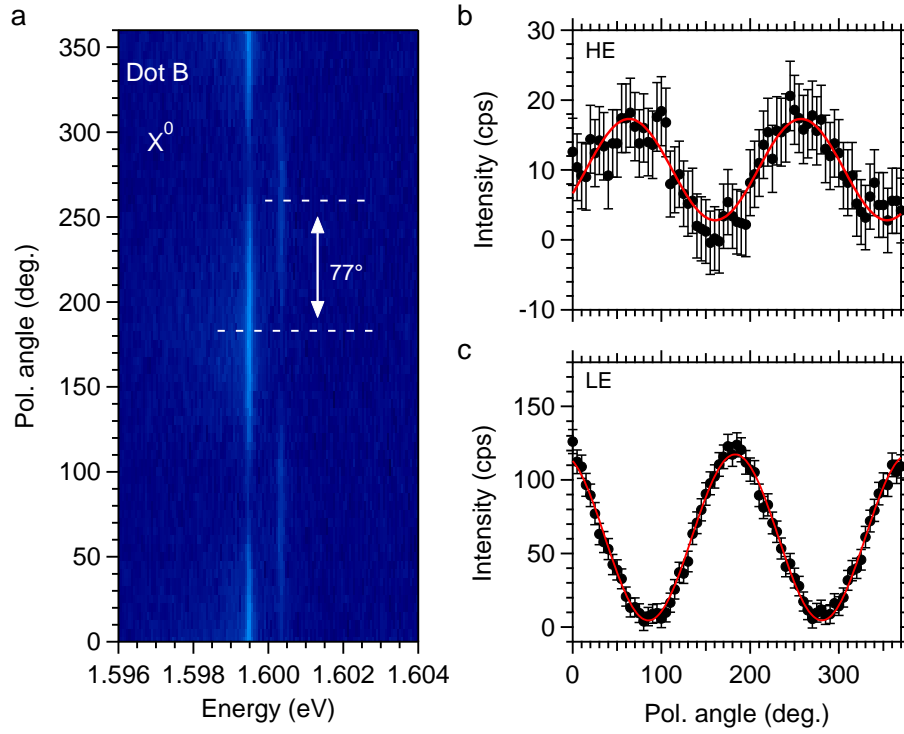 a
350
300
250
200
150
100
50
0
Pol. angle (deg.)
Dot B
X⁰
77°
1.596
1.598
1.600
1.602
1.604
Energy (eV)
b
HE
30
20
10
0
-10
Intensity (cps)
c
LE
150
100
50
0
Intensity (cps)
0
100
200
300
Pol. angle (deg.)